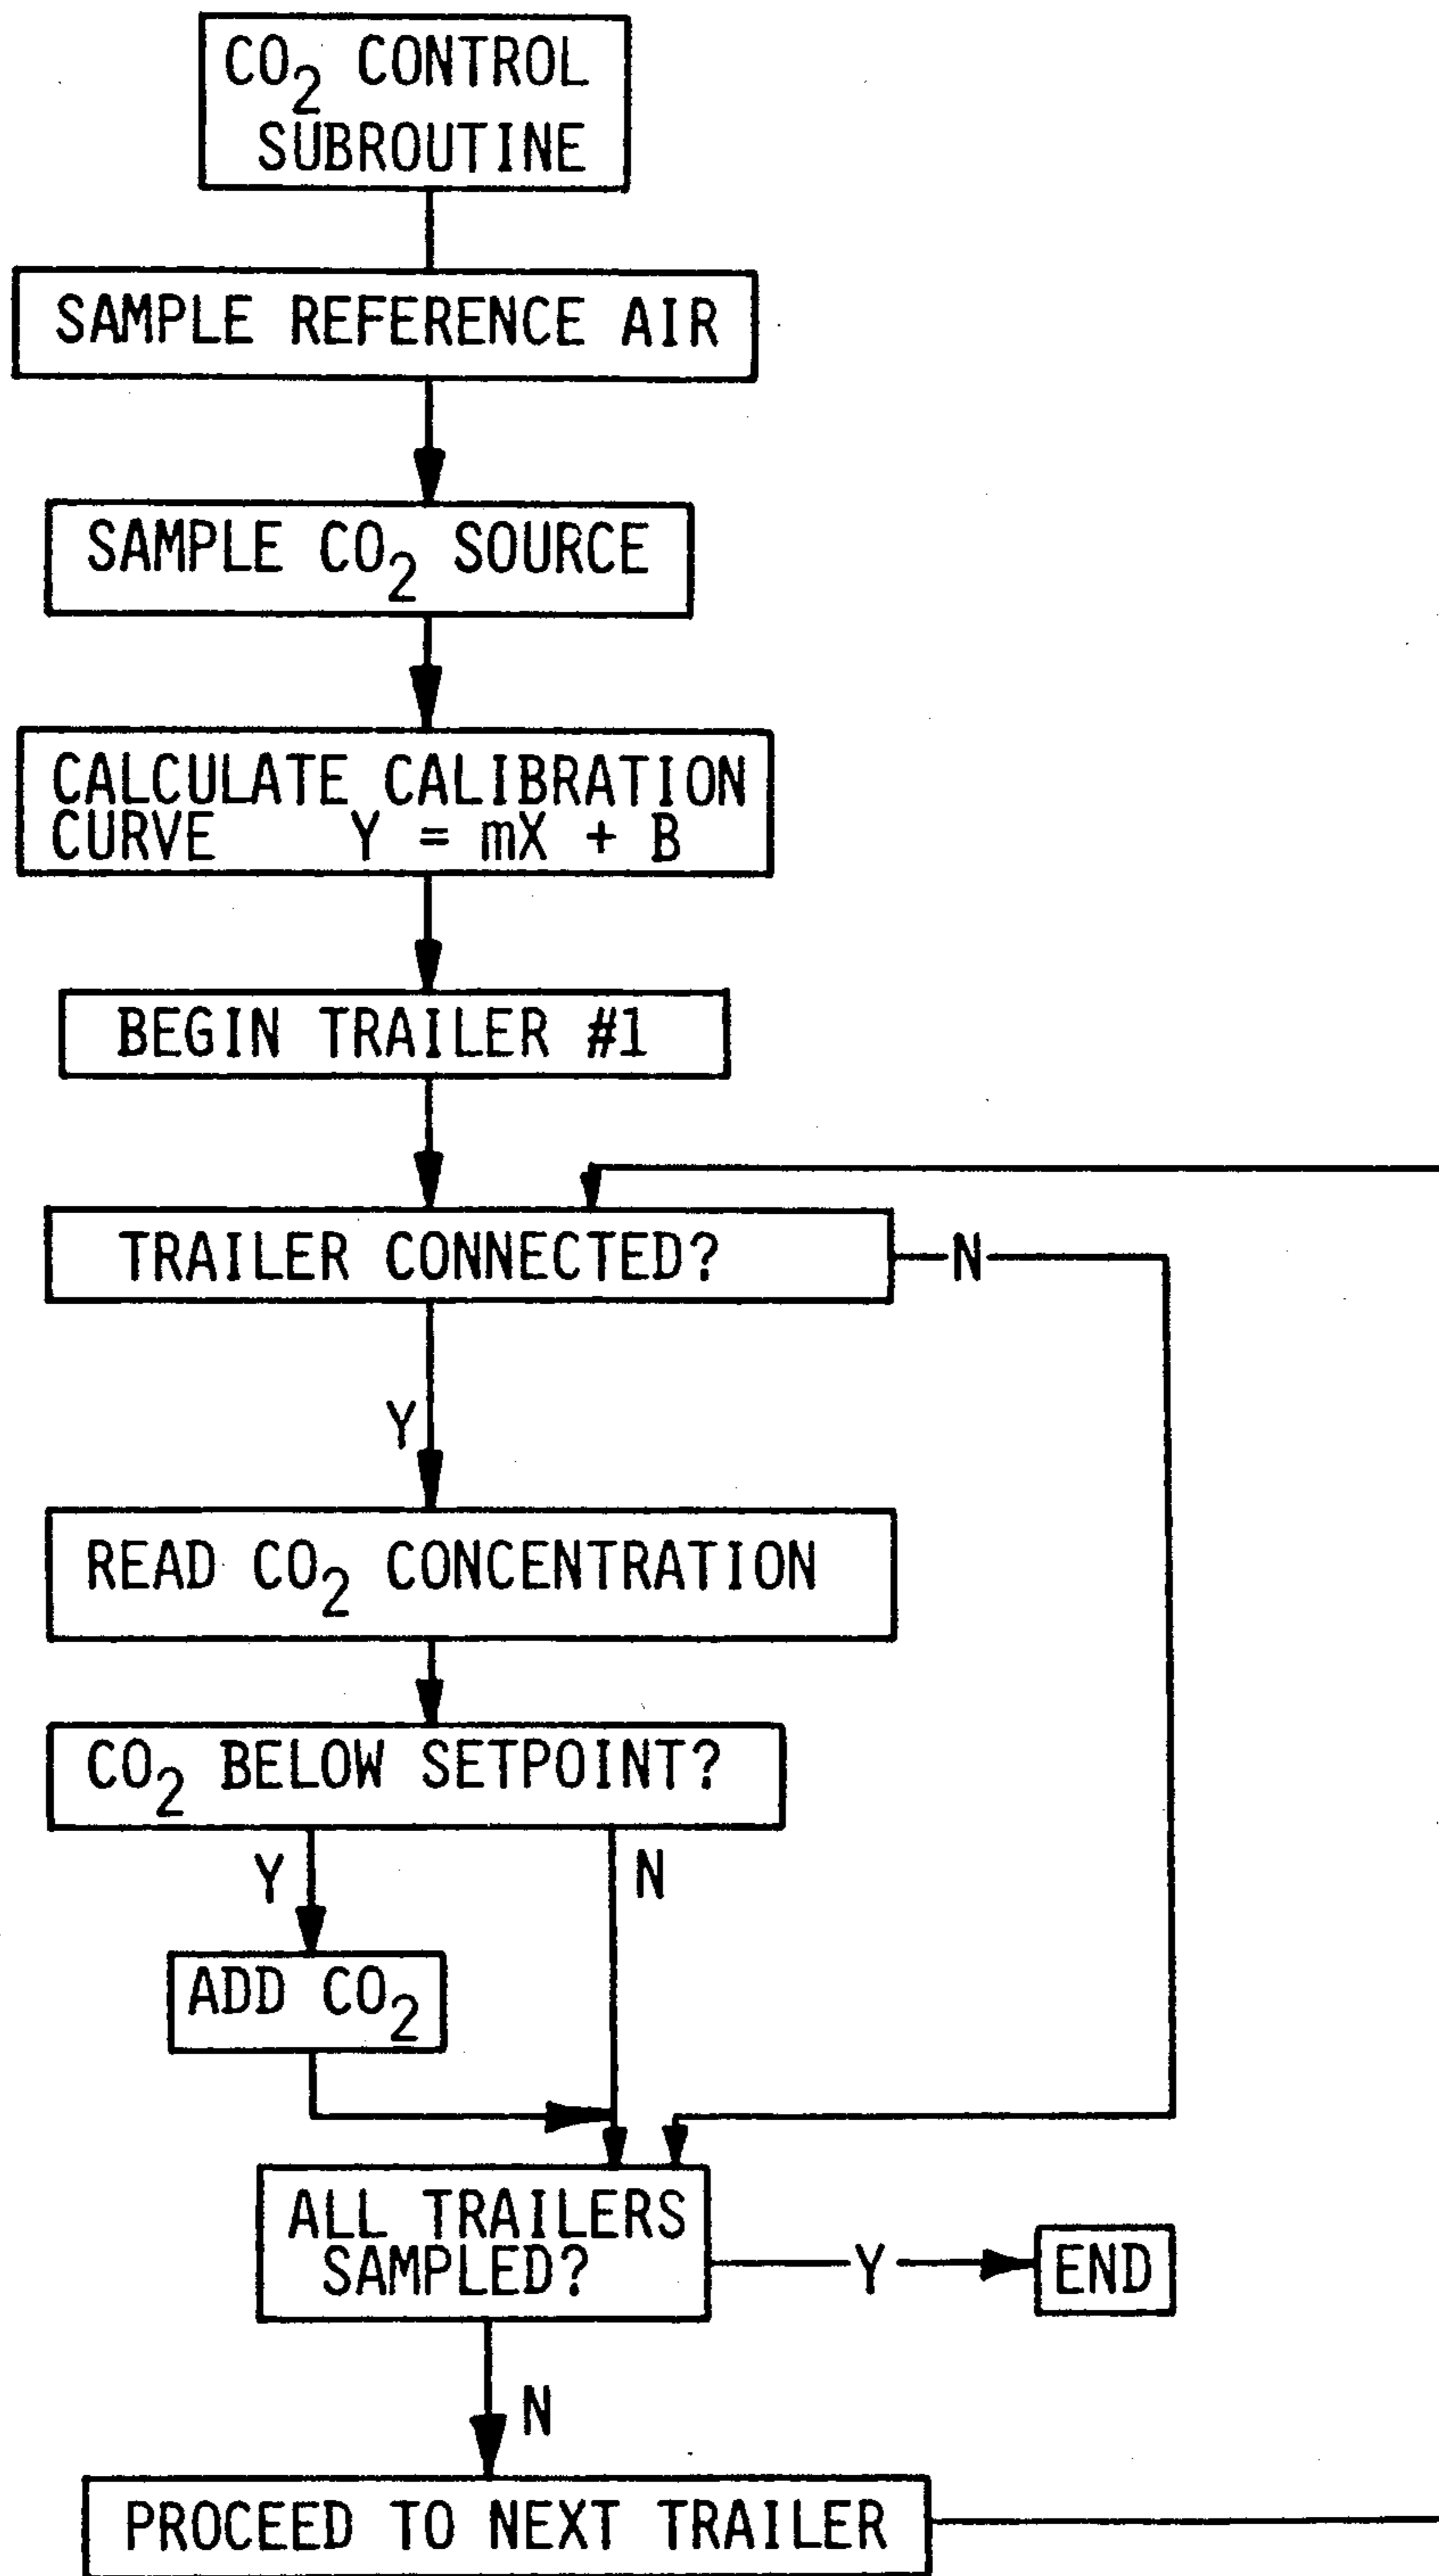 CO₂ CONTROL
SUBROUTINE
SAMPLE REFERENCE AIR
SAMPLE CO₂ SOURCE
CALCULATE CALIBRATION
CURVE Y = mX + B
BEGIN TRAILER #1
TRAILER CONNECTED?
N
Y
READ CO₂ CONCENTRATION
CO₂ BELOW SETPOINT?
Y
N
ADD CO₂
ALL TRAILERS
SAMPLED?
Y
END
N
PROCEED TO NEXT TRAILER